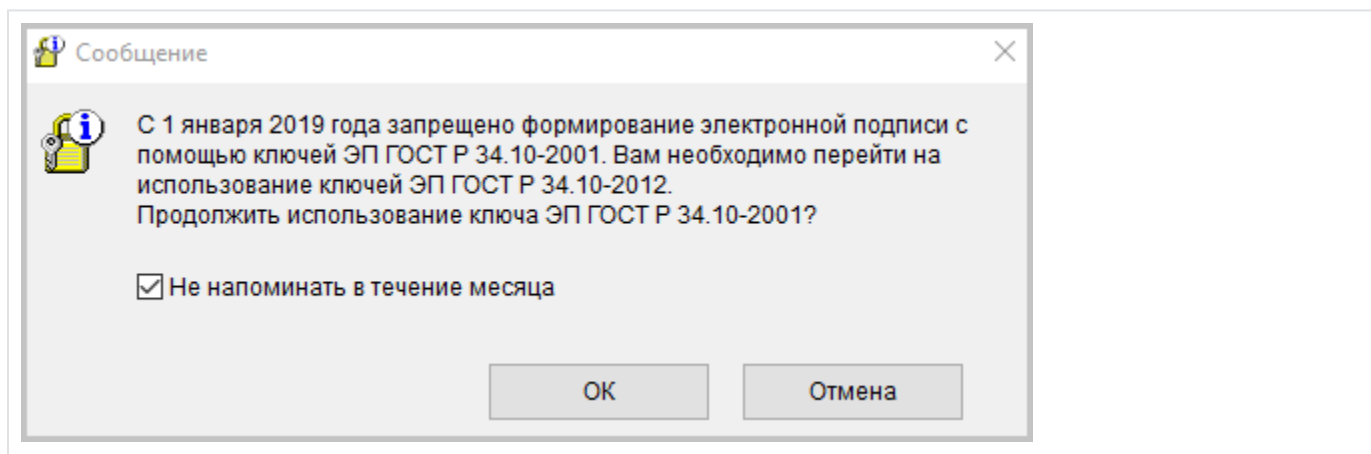 Сообщение
С 1 января 2019 года запрещено формирование электронной подписи с
помощью ключей ЭП ГОСТ Р 34.10-2001. Вам необходимо перейти на
использование ключей ЭП ГОСТ Р 34.10-2012.
Продолжить использование ключа ЭП ГОСТ Р 34.10-2001?
Не напоминать в течение месяца
ОК
Отмена